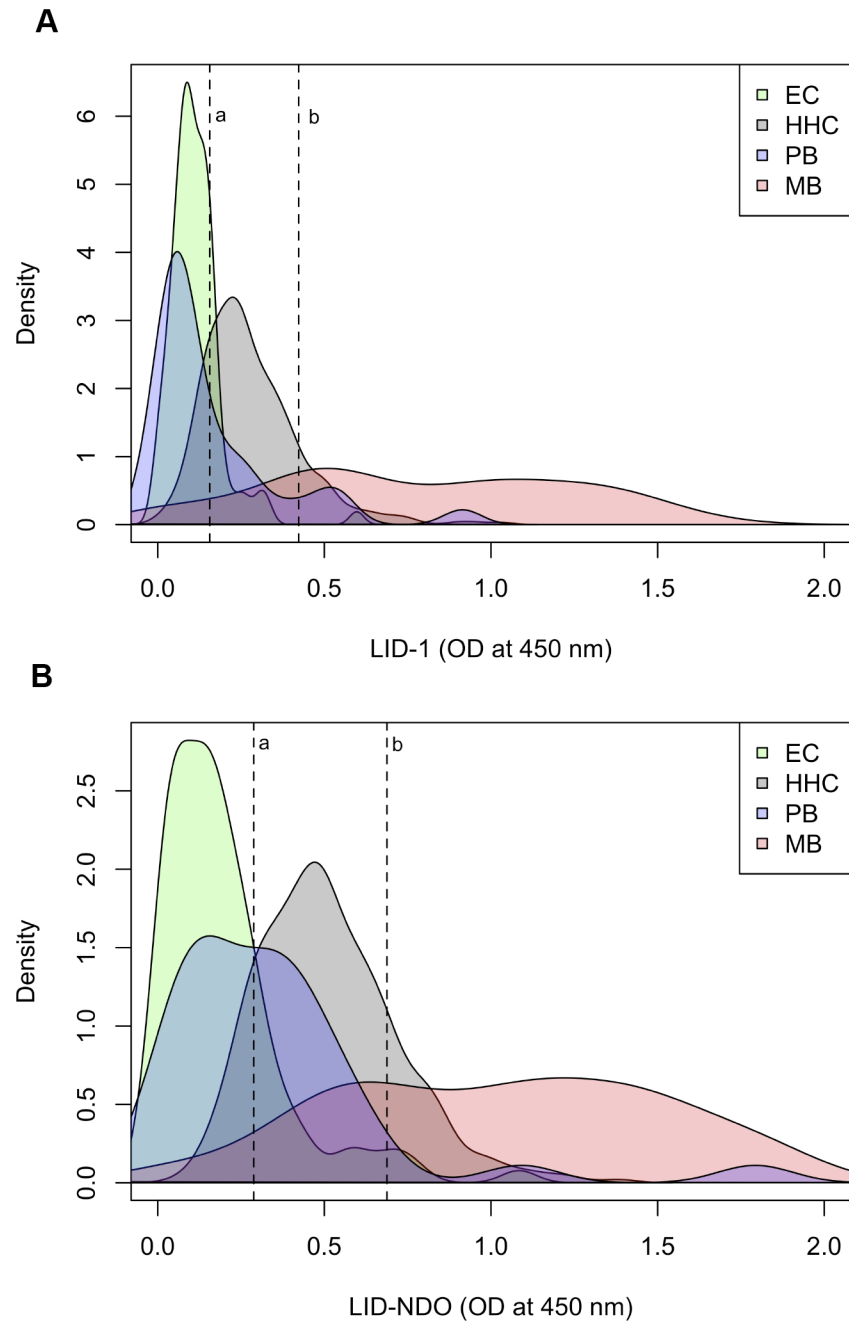 A
a
b
EC
HHC
PB
MB
Density
6
5
4
3
2
1
0
0.0 0.5 1.0 1.5 2.0
LID-1 (OD at 450 nm)
B
a
b
EC
HHC
PB
MB
Density
2.5
2.0
1.5
1.0
0.5
0.0
0.0 0.5 1.0 1.5 2.0
LID-NDO (OD at 450 nm)